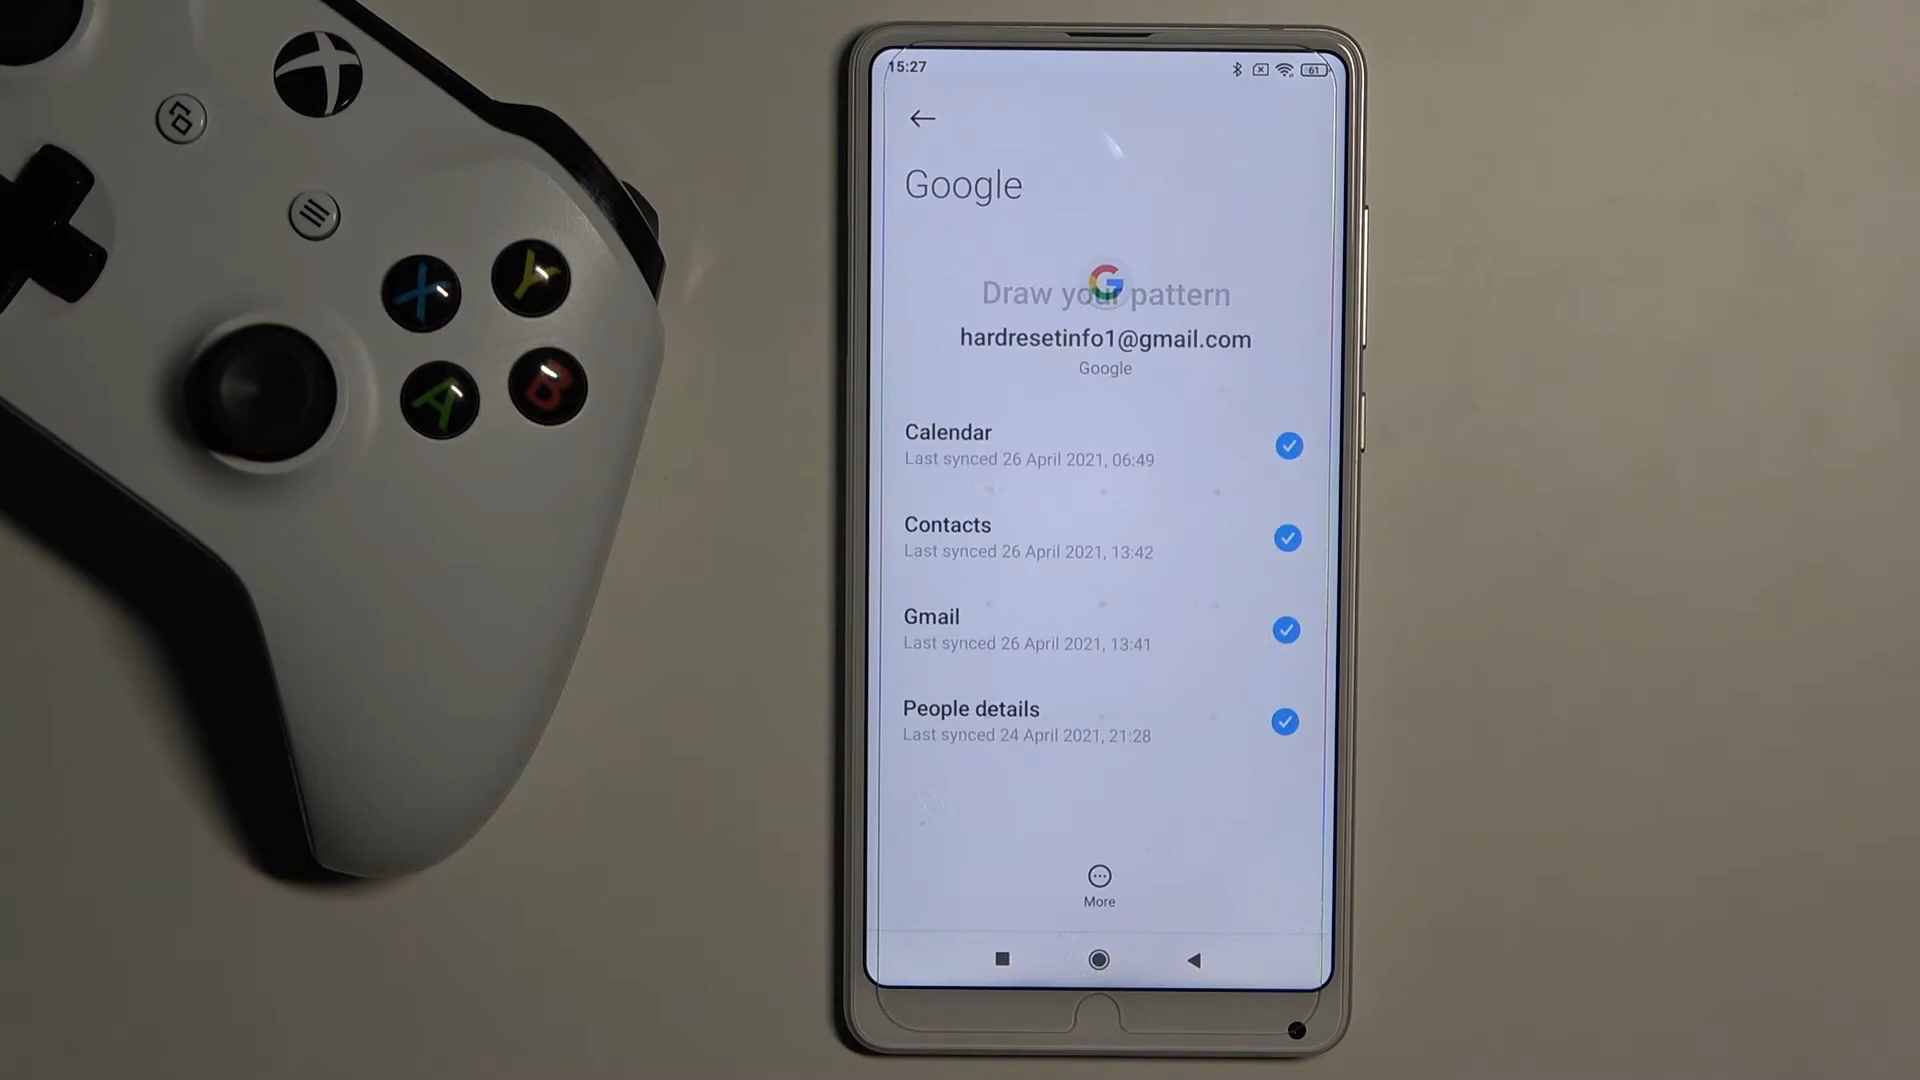 15:27
61
Google
Draw your pattern
hardresetinfo1@gmail.com
Google
Calendar
Last synced 26 April 2021, 06:49
Contacts
Last synced 26 April 2021, 13:42
Gmail
Last synced 26 April 2021, 13:41
People details
Last synced 24 April 2021, 21:28
More
X
Y
A
B